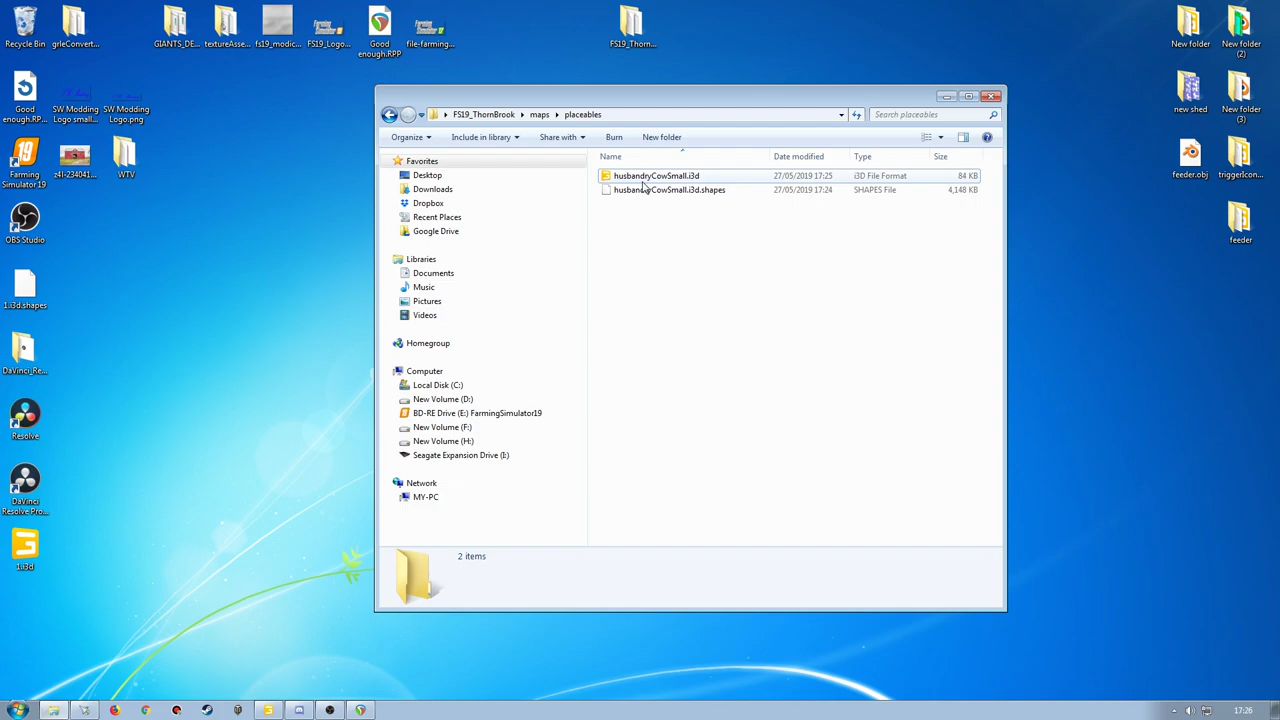 Recycle Bin
grleConvert...
GIANTS_DE...
textureAsse...
fs19_modic...
FS19_Logo...
Good
enough.RPP
file-farming-...
FS19_Thorn...
New folder
New folder
(2)
Good
enough.RP...
SW Modding
Logo small...
SW Modding
Logo.png
new shed
New folder
(3)
Farming
Simulator 19
z4l-234041...
WTV
feeder.obj
triggerIcon...
OBS Studio
feeder
1.i3d.shapes
DaVinci_Re...
Resolve
DaVinci
Resolve Pro...
1.i3d
FS19_ThornBrook
maps
placeables
Search placeables
Organize
Include in library
Share with
Burn
New folder
Name
Date modified
Type
Size
husbandryCowSmall.i3d
27/05/2019 17:25
i3D File Format
84 KB
husbandryCowSmall.i3d.shapes
27/05/2019 17:24
SHAPES File
4,148 KB
Favorites
Desktop
Downloads
Dropbox
Recent Places
Google Drive
Libraries
Documents
Music
Pictures
Videos
Homegroup
Computer
Local Disk (C:)
New Volume (D:)
BD-RE Drive (E:) FarmingSimulator19
New Volume (F:)
New Volume (H:)
Seagate Expansion Drive (I:)
Network
MY-PC
2 items
17:26